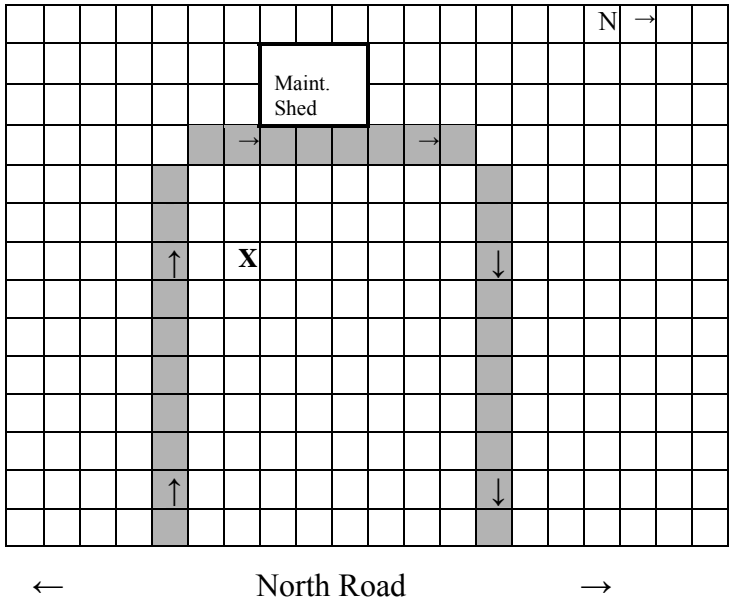 N →
Maint.
Shed
→ →
↑ X ↓
↑ ↓
← North Road →